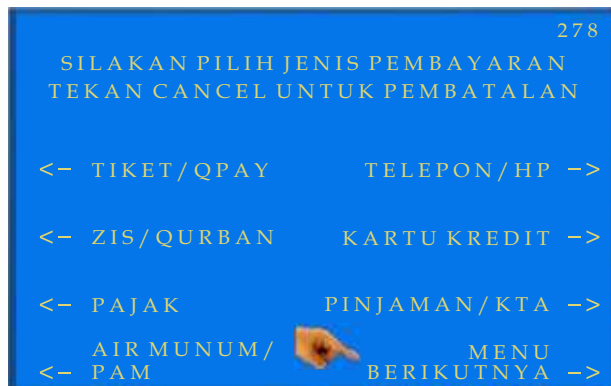 278
SILAKAN PILIH JENIS PEMBAYARAN
TEKAN CANCEL UNTUK PEMBATALAN
<- TIKET/QPAY TELEPON/HP ->
<- ZIS/QURBAN KARTU KREDIT ->
<- PAJAK PINJAMAN/KTA ->
AIR MUNUM/ MENU
<- PAM BERIKUTNYA ->